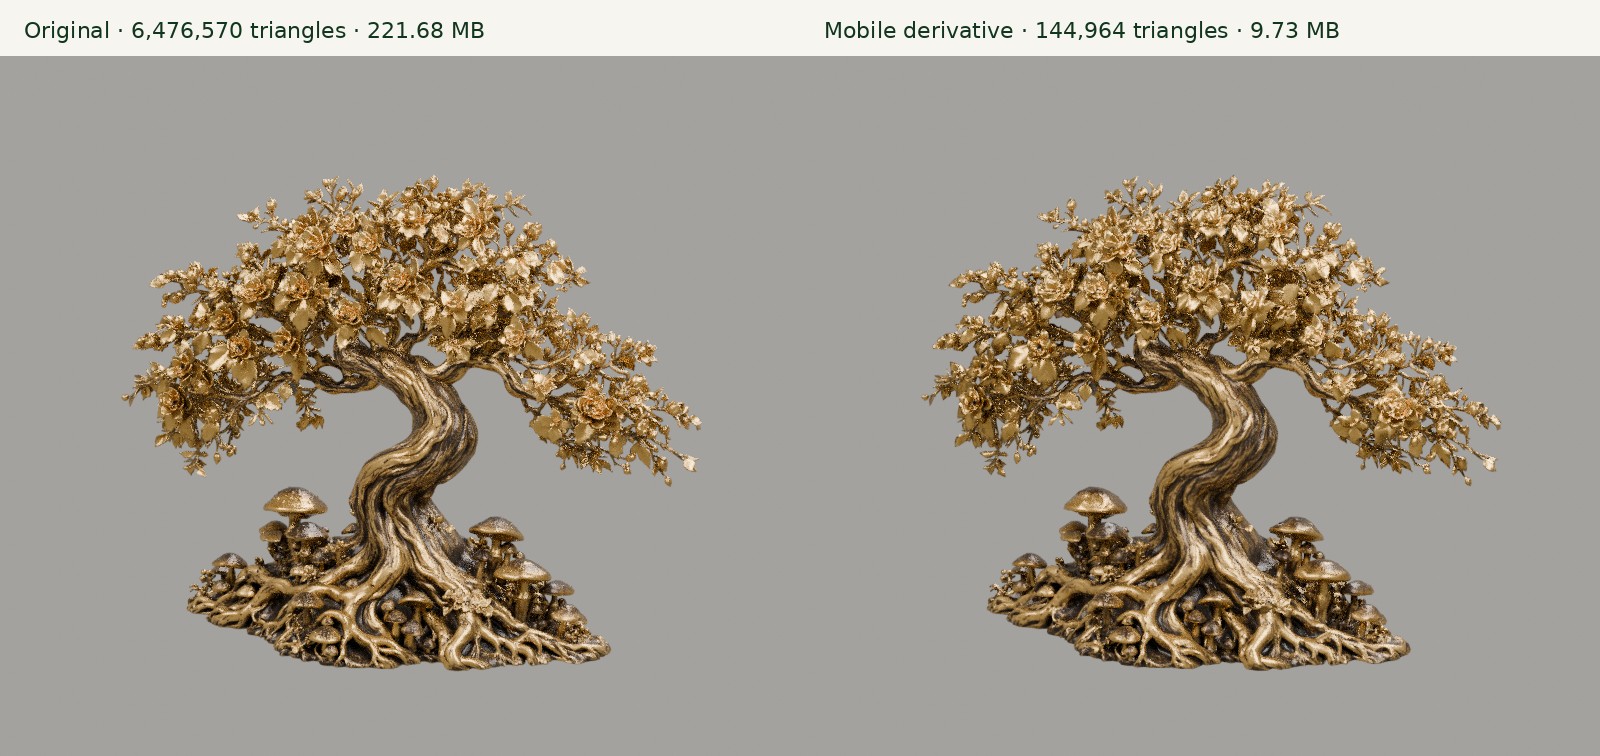 Original · 6,476,570 triangles · 221.68 MB
Mobile derivative · 144,964 triangles · 9.73 MB